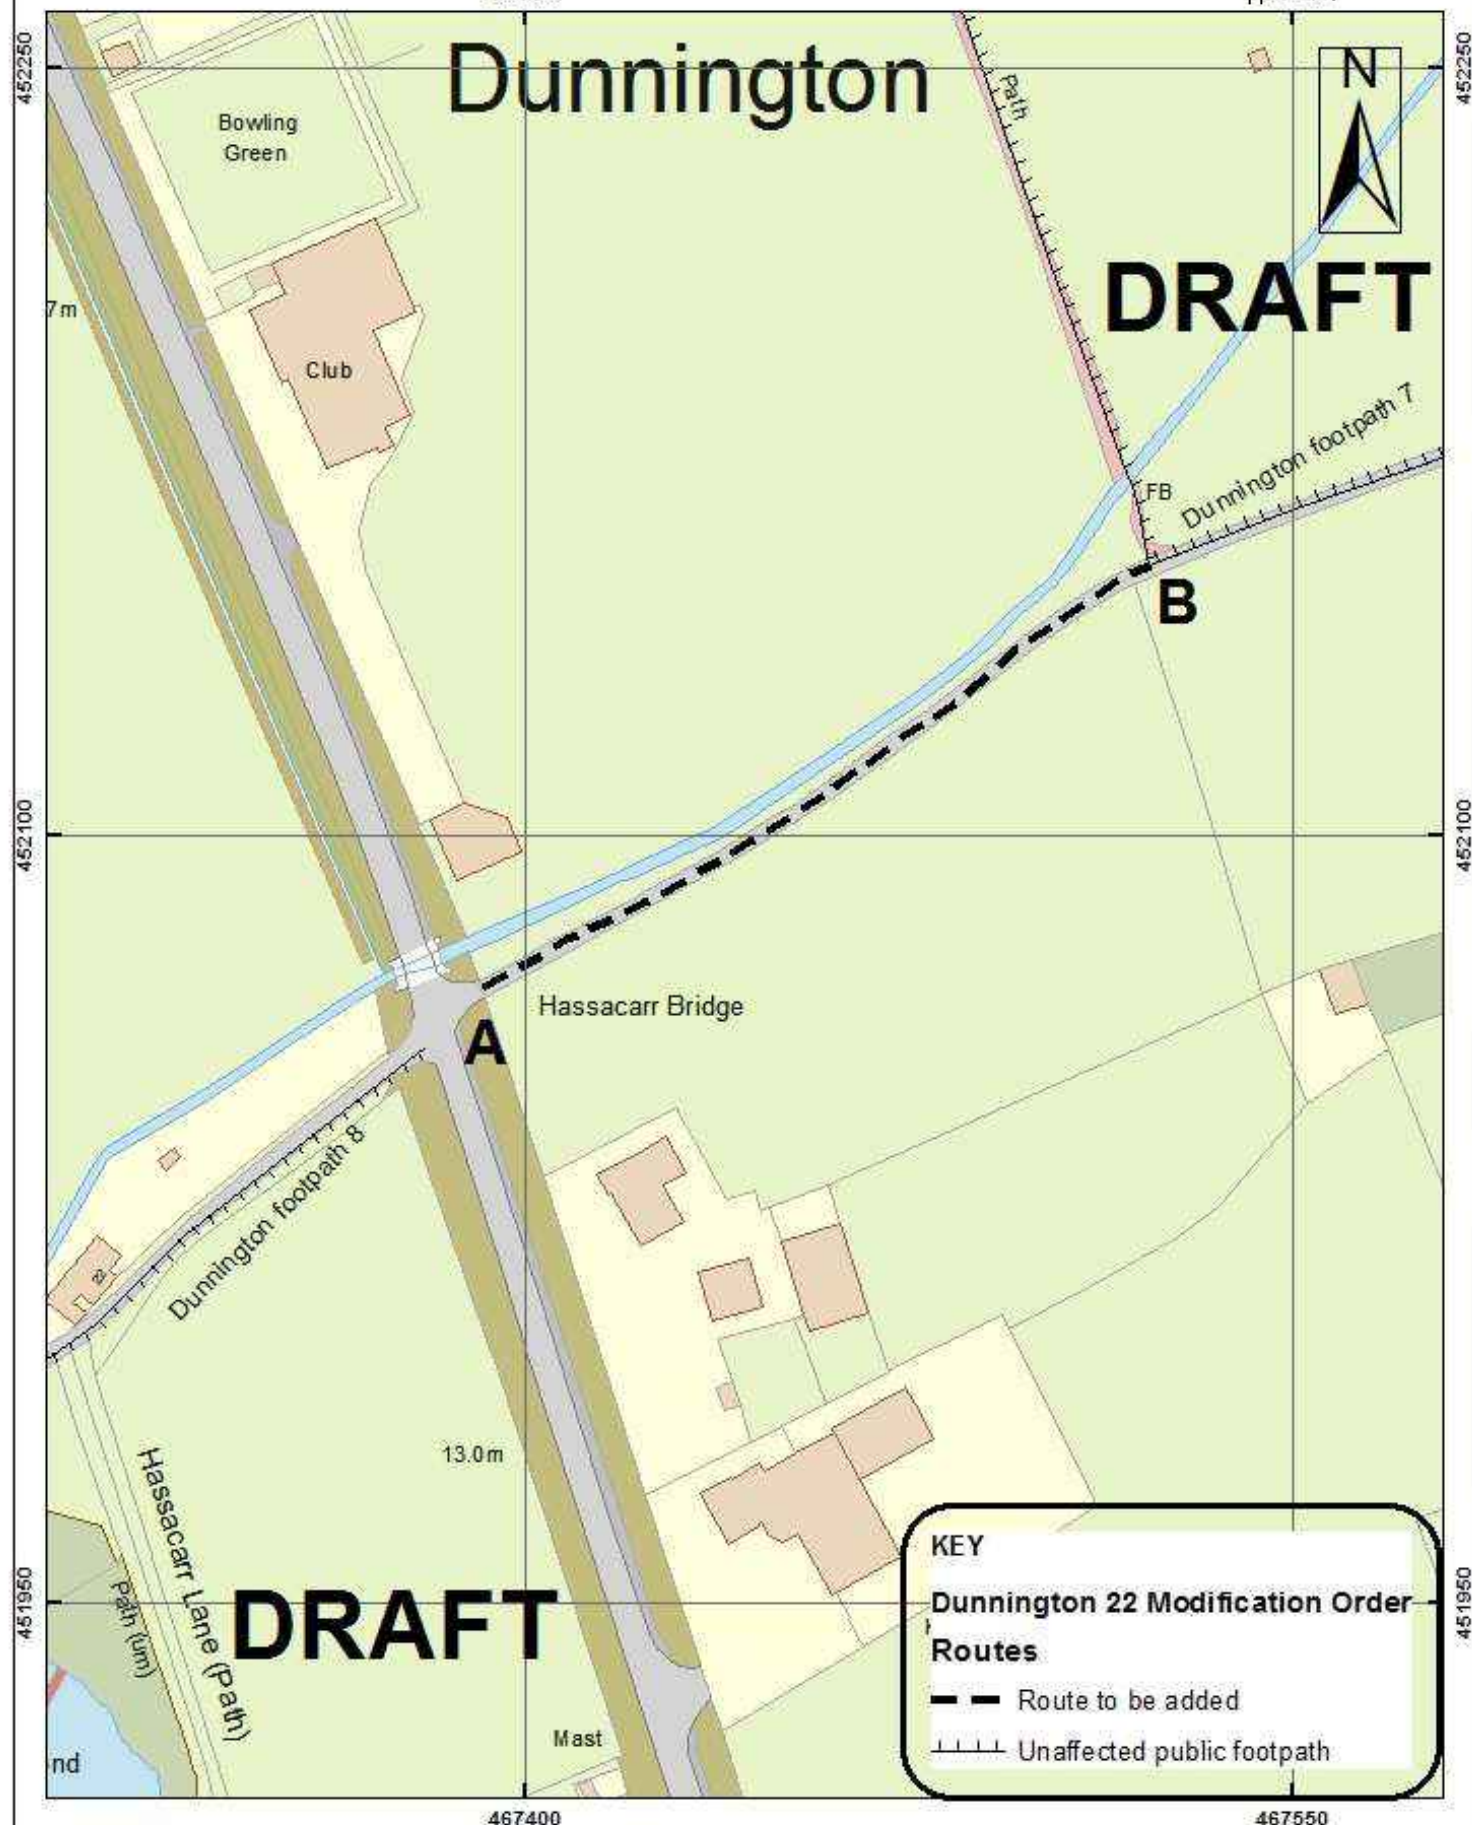 452250
452250
Dunnington
N
Path
Bowling
Green
DRAFT
7m
Club
Dunnington footpath 7
FB
B
452100
452100
Hassacarr Bridge
A
Dunnington footpath 8
22
13.0m
Hassacarr Lane (Path)
Path (um)
DRAFT
451950
451950
KEY
Dunnington 22 Modification Order
Routes
Route to be added
Unaffected public footpath
Mast
nd
467400
467550